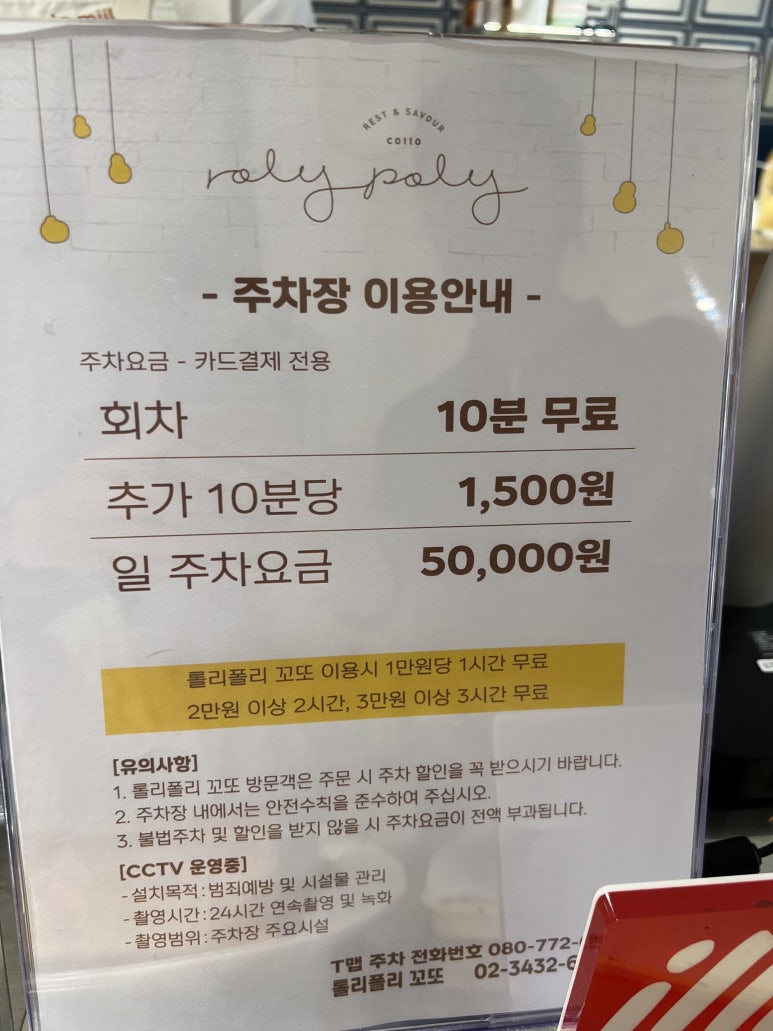 REST & SAVOUR
cotto
roly poly
- 주차장 이용안내 -
주차요금 - 카드결제 전용
회차 10분 무료
추가 10분당 1,500원
일 주차요금 50,000원
롤리폴리 꼬또 이용시 1만원당 1시간 무료
2만원 이상 2시간, 3만원 이상 3시간 무료
[유의사항]
1. 롤리폴리 꼬또 방문객은 주문 시 주차 할인을 꼭 받으시기 바랍니다.
2. 주차장 내에서는 안전수칙을 준수하여 주십시오.
3. 불법주차 및 할인을 받지 않을 시 주차요금이 전액 부과됩니다.
[CCTV 운영중]
-설치목적:범죄예방 및 시설물 관리
-촬영시간:24시간 연속촬영 및 녹화
-촬영범위:주차장 주요시설
T맵 주차 전화번호 080-772-
롤리폴리 꼬또 02-3432-6